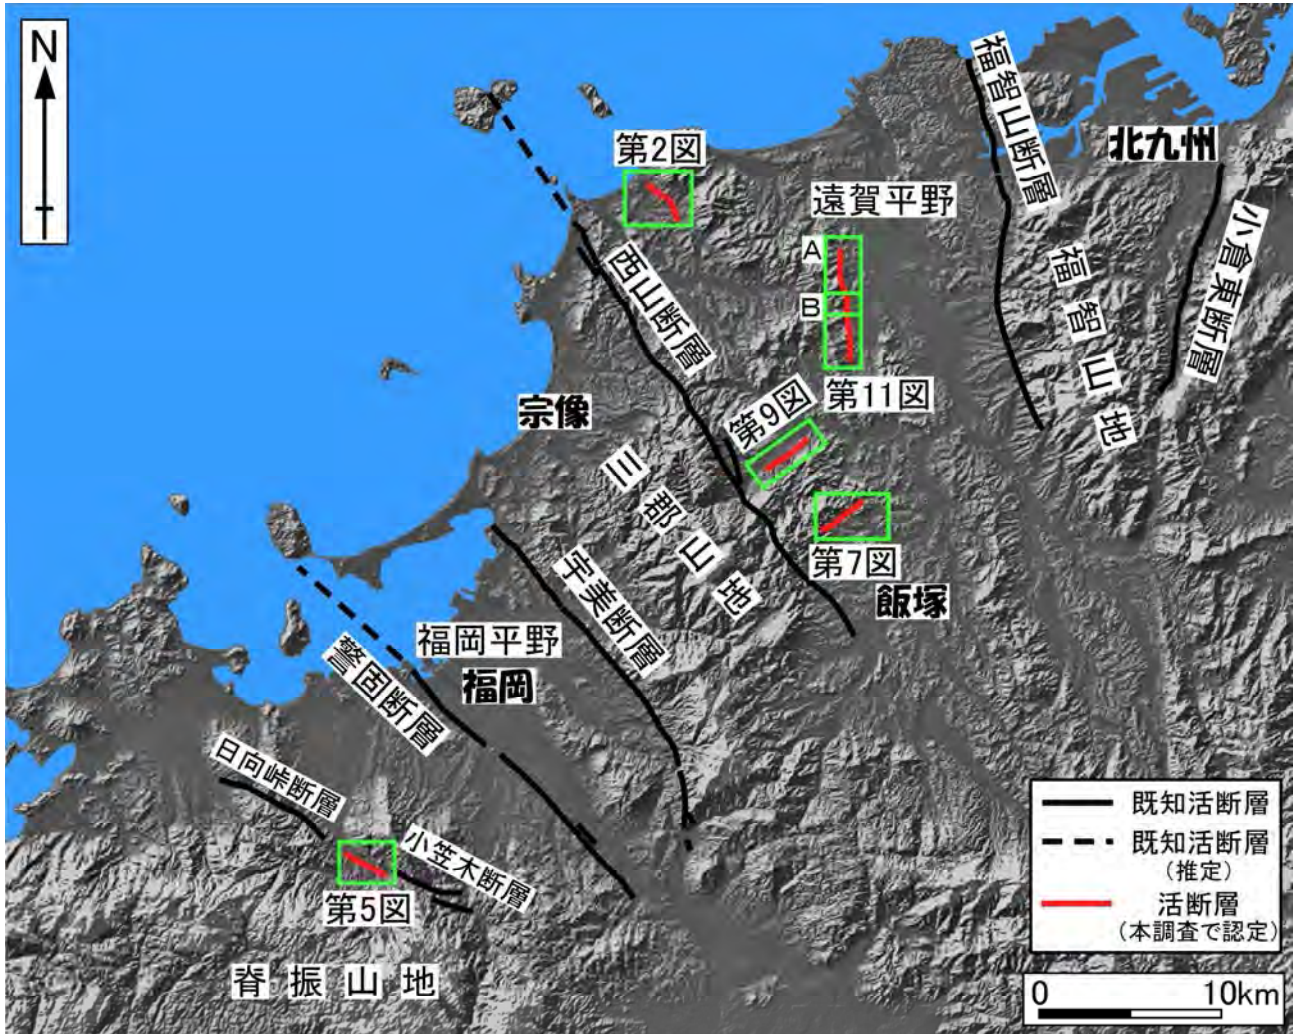 N
福智山断層
北九州
第2図
遠賀平野
A
西山断層
福智山地
小倉東断層
B
第11図
宗像
第9図
三郡山地
第7図
宇美断層
飯塚
福岡平野
福岡
警固断層
日向峠断層
小笠木断層
第5図
脊振山地
既知活断層
既知活断層
(推定)
活断層
(本調査で認定)
0 10km